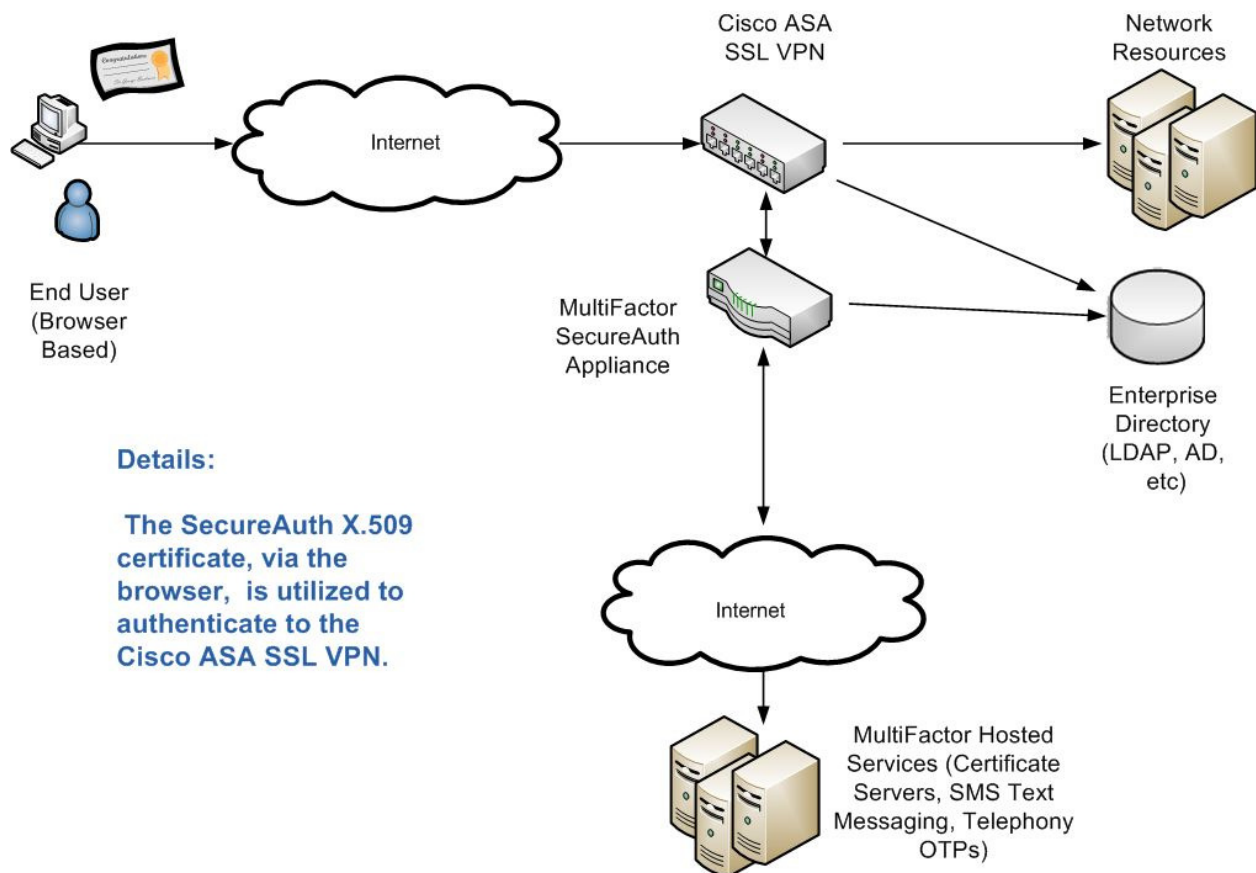 Cisco ASA
SSL VPN
Network
Resources
Congratulations
Internet
End User
(Browser
Based)
MultiFactor
SecureAuth
Appliance
Enterprise
Directory
(LDAP, AD,
etc)
Details:
The SecureAuth X.509
certificate, via the
browser,  is utilized to
authenticate to the
Cisco ASA SSL VPN.
Internet
MultiFactor Hosted
Services (Certificate
Servers, SMS Text
Messaging, Telephony
OTPs)